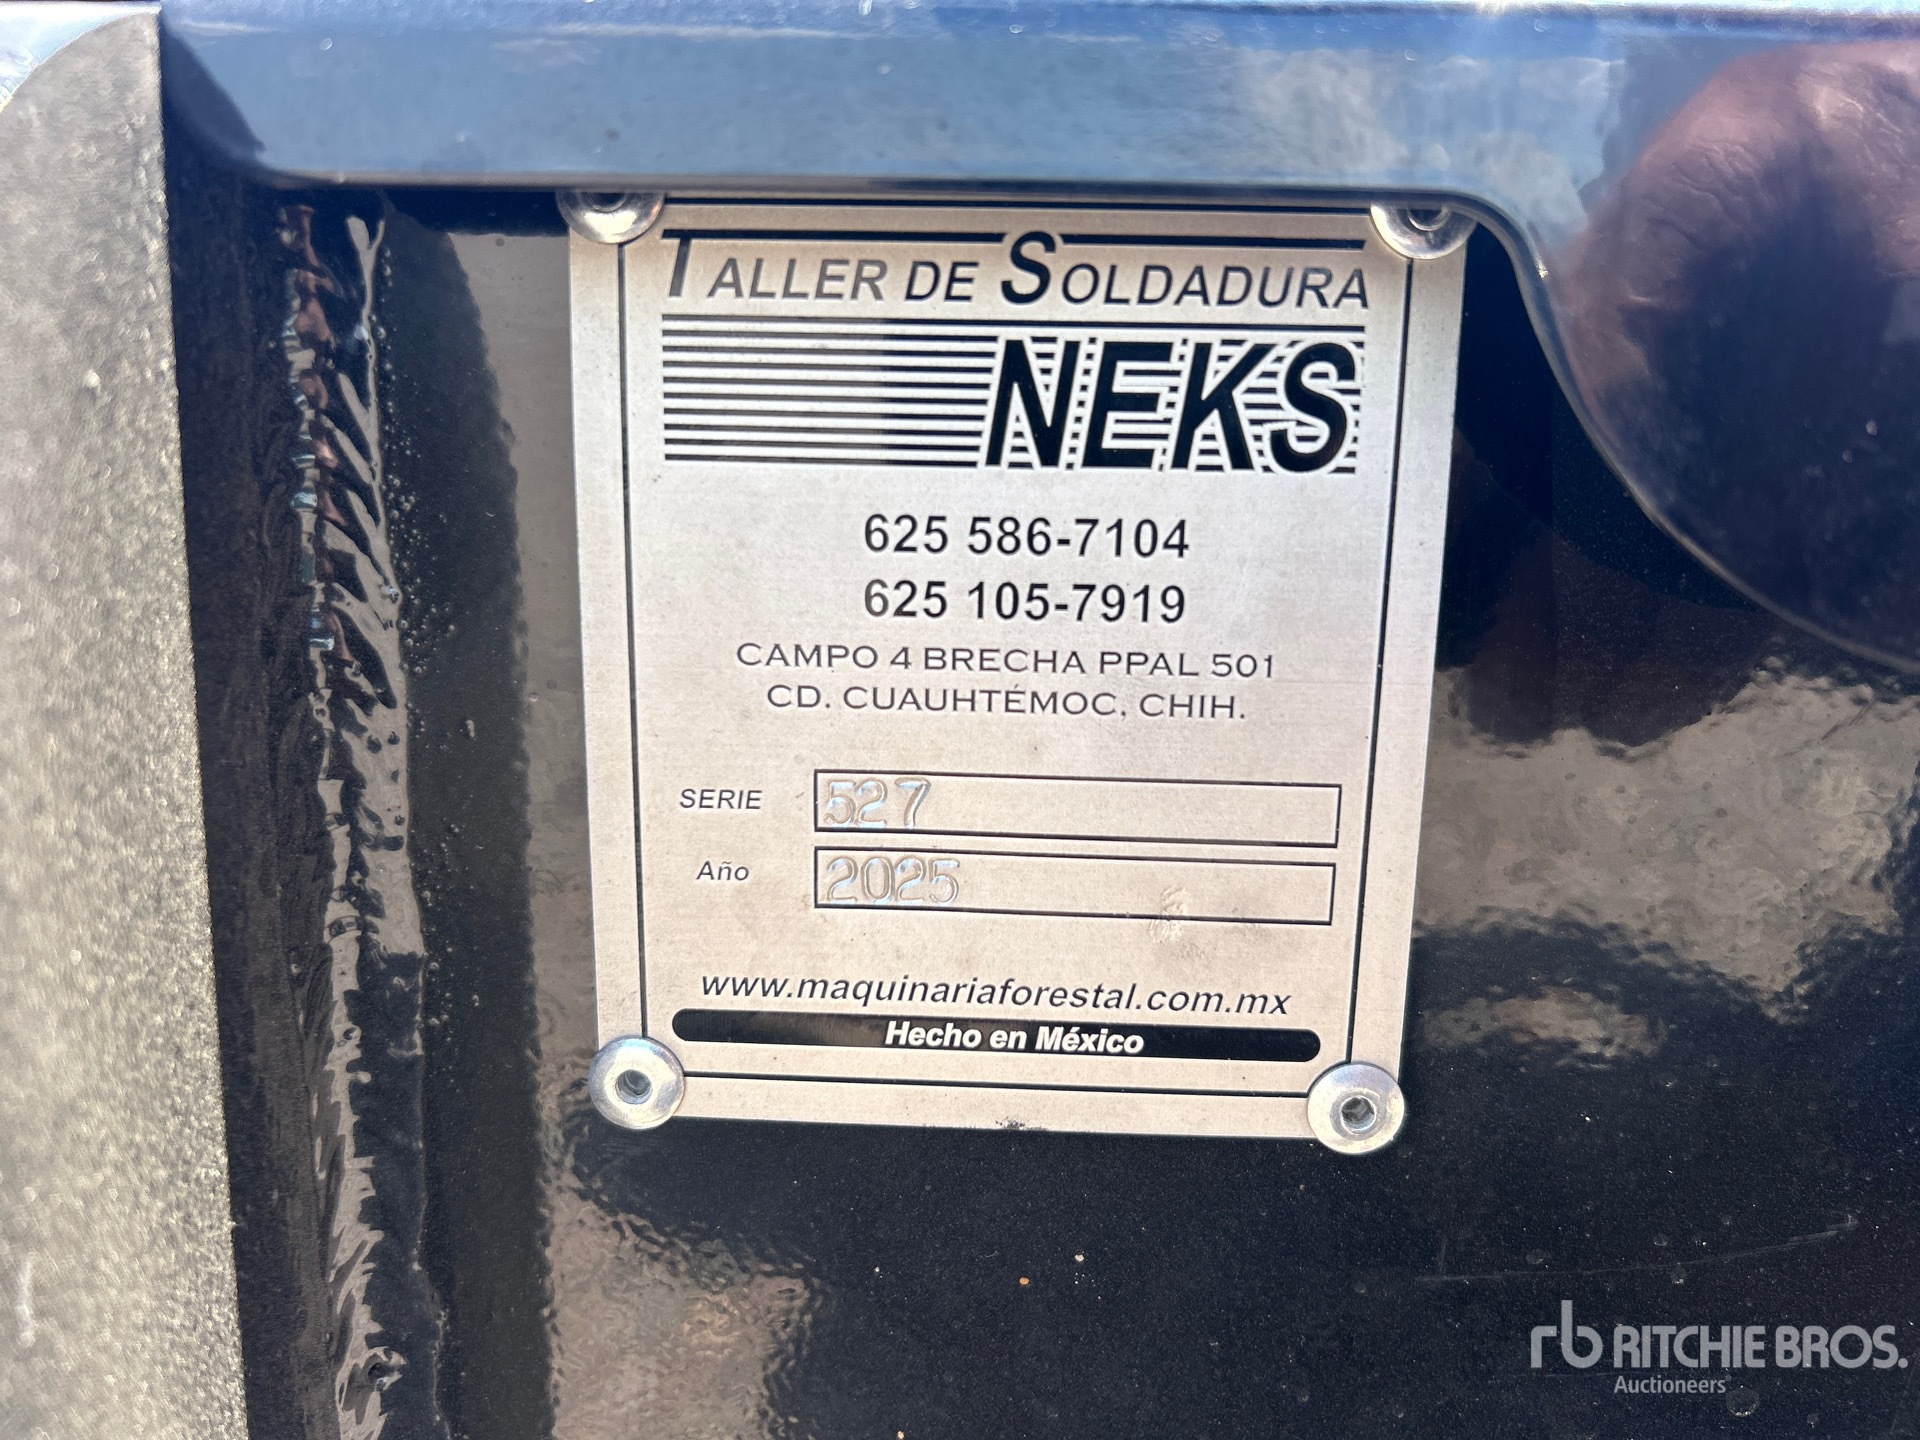 TALLER DE SOLDADURA
NEKS
625 586-7104
625 105-7919
CAMPO 4 BRECHA PPAL 501
CD. CUAUHTÉMOC, CHIH.
SERIE 527
Año 2025
www.maquinariaforestal.com.mx
Hecho en México
rb RITCHIE BROS.
Auctioneers